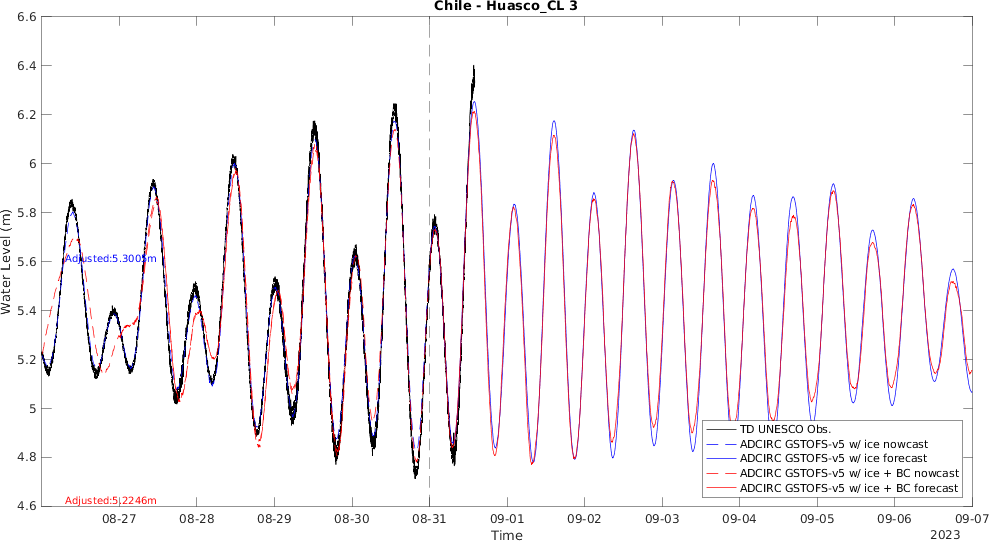 Chile - Huasco_CL 3
6.6
6.4
6.2
6
5.8
5.6
5.4
5.2
5
4.8
4.6
Water Level (m)
Adjusted:5.3005m
Adjusted:5.2246m
TD UNESCO Obs.
ADCIRC GSTOFS-v5 w/ ice nowcast
ADCIRC GSTOFS-v5 w/ ice forecast
ADCIRC GSTOFS-v5 w/ ice + BC nowcast
ADCIRC GSTOFS-v5 w/ ice + BC forecast
08-27 08-28 08-29 08-30 08-31 09-01 09-02 09-03 09-04 09-05 09-06 09-07
Time
2023